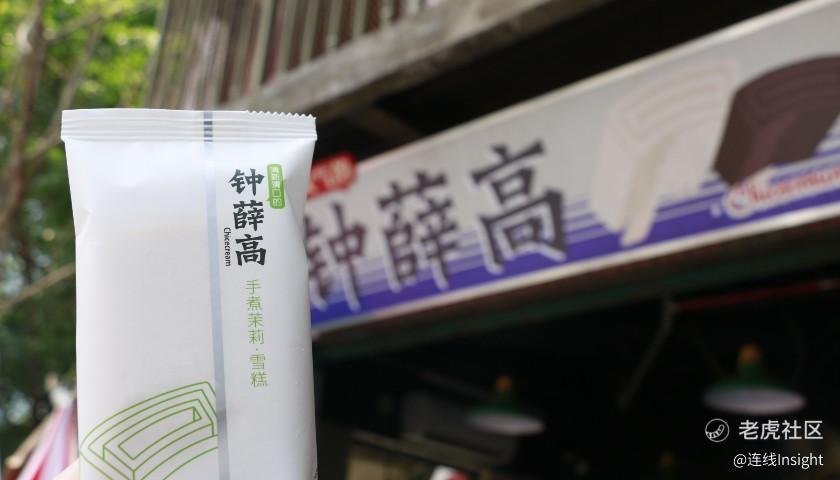 清新清口的
钟薛高
Chicecream
手煮茉莉·雪糕
钟薛高
老虎社区
@连线Insight